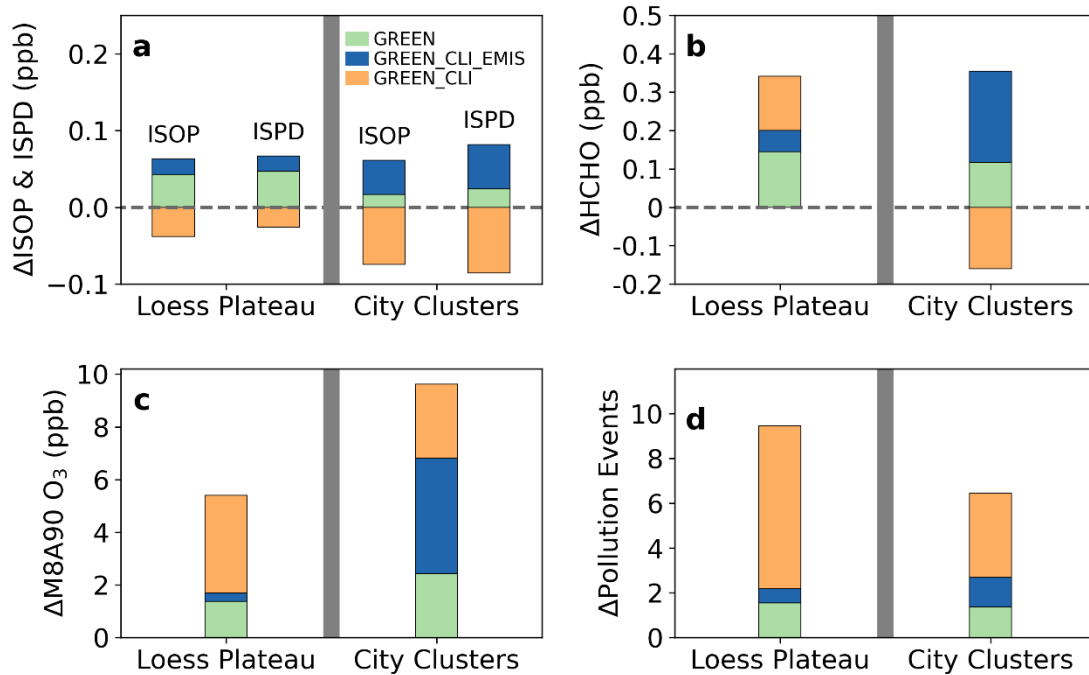 a
ΔISOP & ISPD (ppb)
0.2
0.1
0.0
−0.1
GREEN
GREEN_CLI_EMIS
GREEN_CLI
ISOP
ISPD
ISOP
ISPD
Loess Plateau
City Clusters
b
ΔHCHO (ppb)
0.5
0.4
0.3
0.2
0.1
0
-0.1
-0.2
Loess Plateau
City Clusters
c
ΔM8A90 O₃ (ppb)
10
8
6
4
2
0
Loess Plateau
City Clusters
d
ΔPollution Events
10
8
6
4
2
0
Loess Plateau
City Clusters